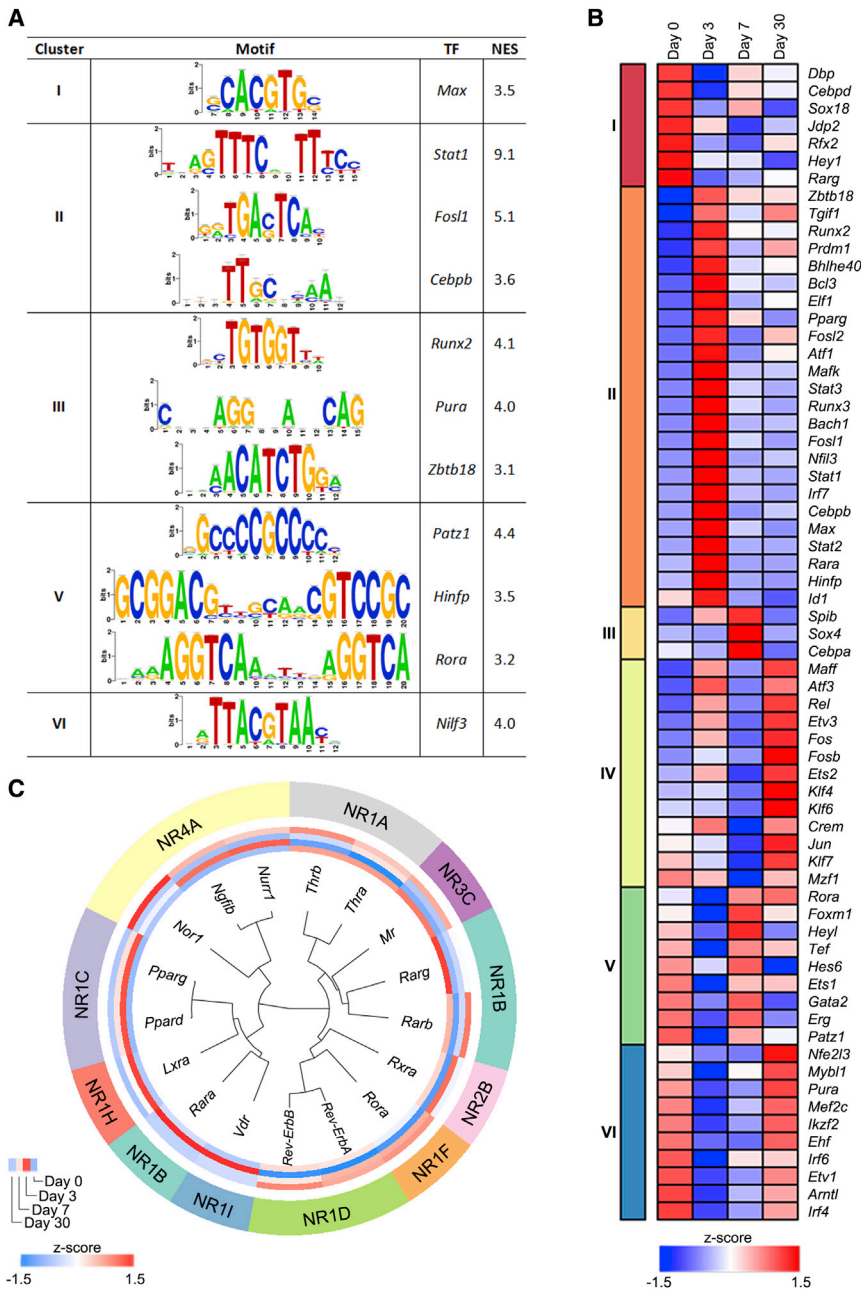 A
Cluster Motif TF NES
I Max 3.5
Stat1 9.1
II Fosl1 5.1
Cebpb 3.6
Runx2 4.1
III Pura 4.0
Zbtb18 3.1
Patz1 4.4
V Hinfp 3.5
Rora 3.2
VI Nilf3 4.0
B
Day 0 Day 3 Day 7 Day 30
I
Dbp
Cebpd
Sox18
Jdp2
Rfx2
Hey1
Rarg
II
Zbtb18
Tgif1
Runx2
Prdm1
Bhlhe40
Bcl3
Elf1
Pparg
Fosl2
Atf1
Mafk
Stat3
Runx3
Bach1
Fosl1
Nfil3
Stat1
Irf7
Cebpb
Max
Stat2
Rara
Hinfp
Id1
III
Spib
Sox4
Cebpa
IV
Maff
Atf3
Rel
Etv3
Fos
Fosb
Ets2
Klf4
Klf6
Crem
Jun
Klf7
Mzf1
V
Rora
Foxm1
Heyl
Tef
Hes6
Ets1
Gata2
Erg
Patz1
VI
Nfe2l3
Mybl1
Pura
Mef2c
Ikzf2
Ehf
Irf6
Etv1
Arntl
Irf4
z-score
-1.5 1.5
C
NR1A
NR3C
NR1B
NR2B
NR1F
NR1D
NR1I
NR1B
NR1H
NR1C
NR4A
Thrb
Thra
Mr
Rarg
Rarb
Rxra
Rora
Rev-ErbA
Rev-ErbB
Vdr
Rara
Lxra
Ppard
Pparg
Nor1
Ngfib
Nurr1
Day 0
Day 3
Day 7
Day 30
z-score
-1.5 1.5